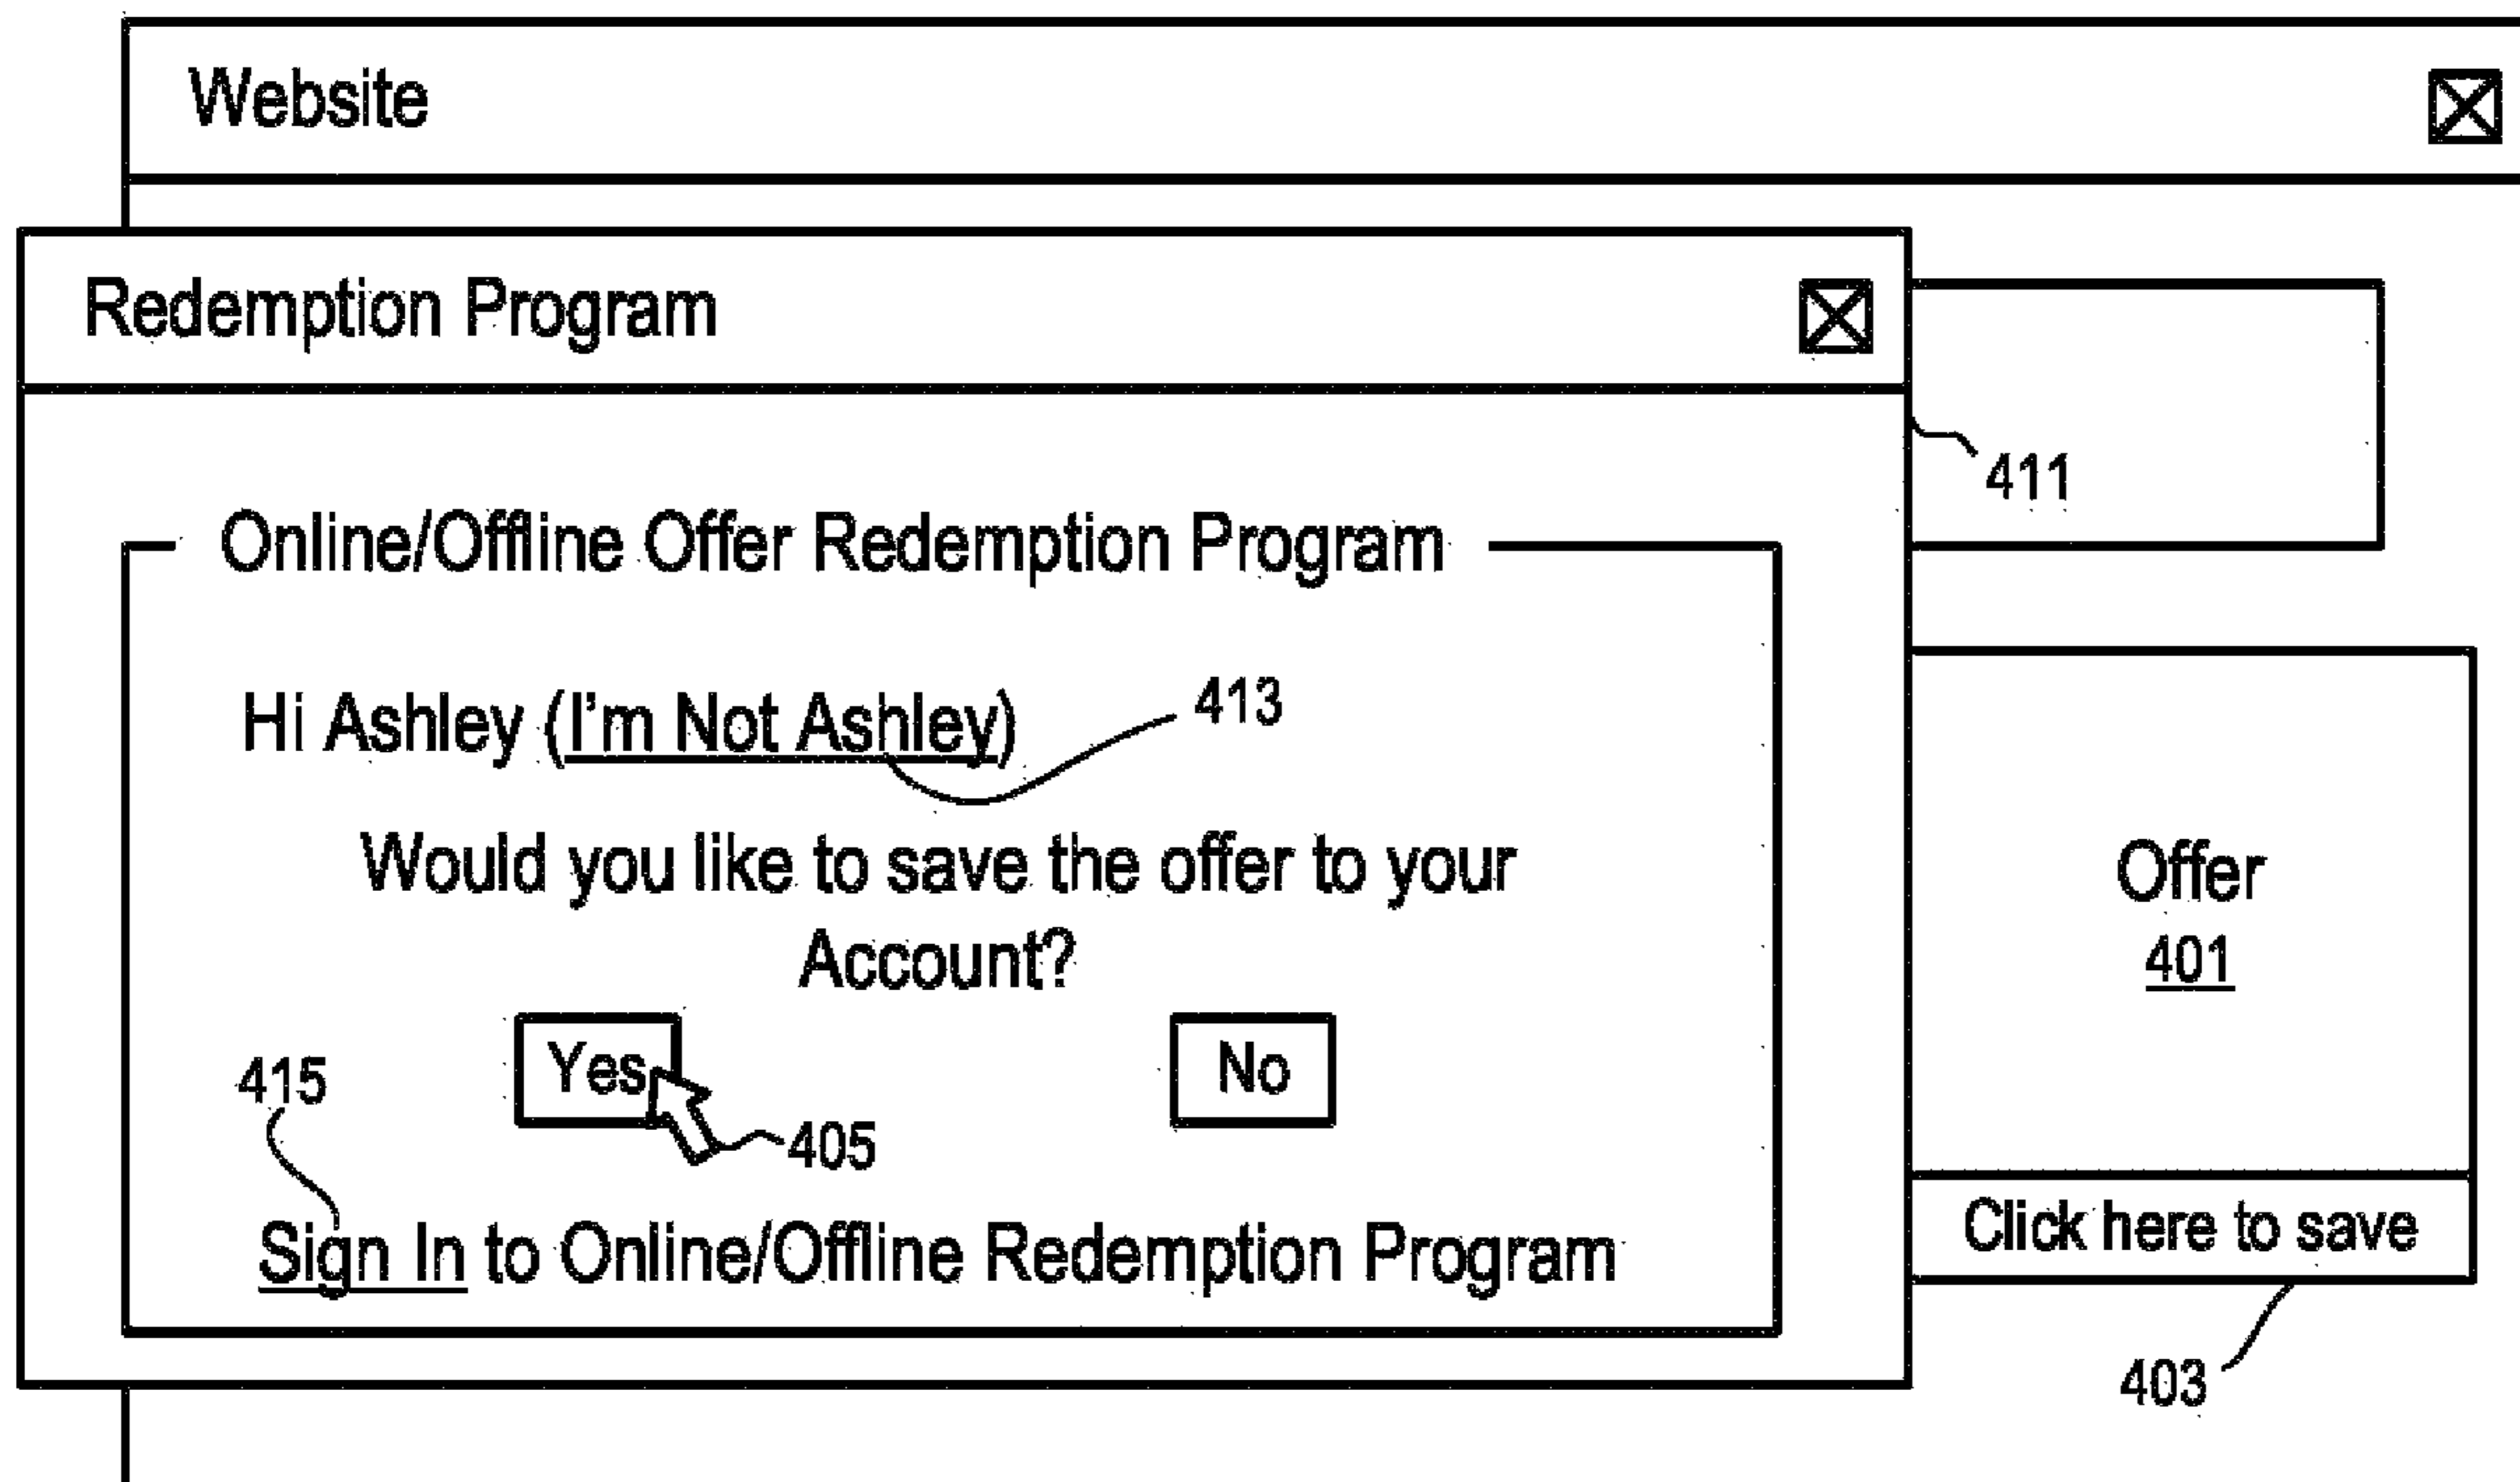 Website
Redemption Program
411
Online/Offline Offer Redemption Program
Hi Ashley (I'm Not Ashley)
413
Would you like to save the offer to your
Account?
Offer
401
Yes
No
415
405
Sign In to Online/Offline Redemption Program
Click here to save
403